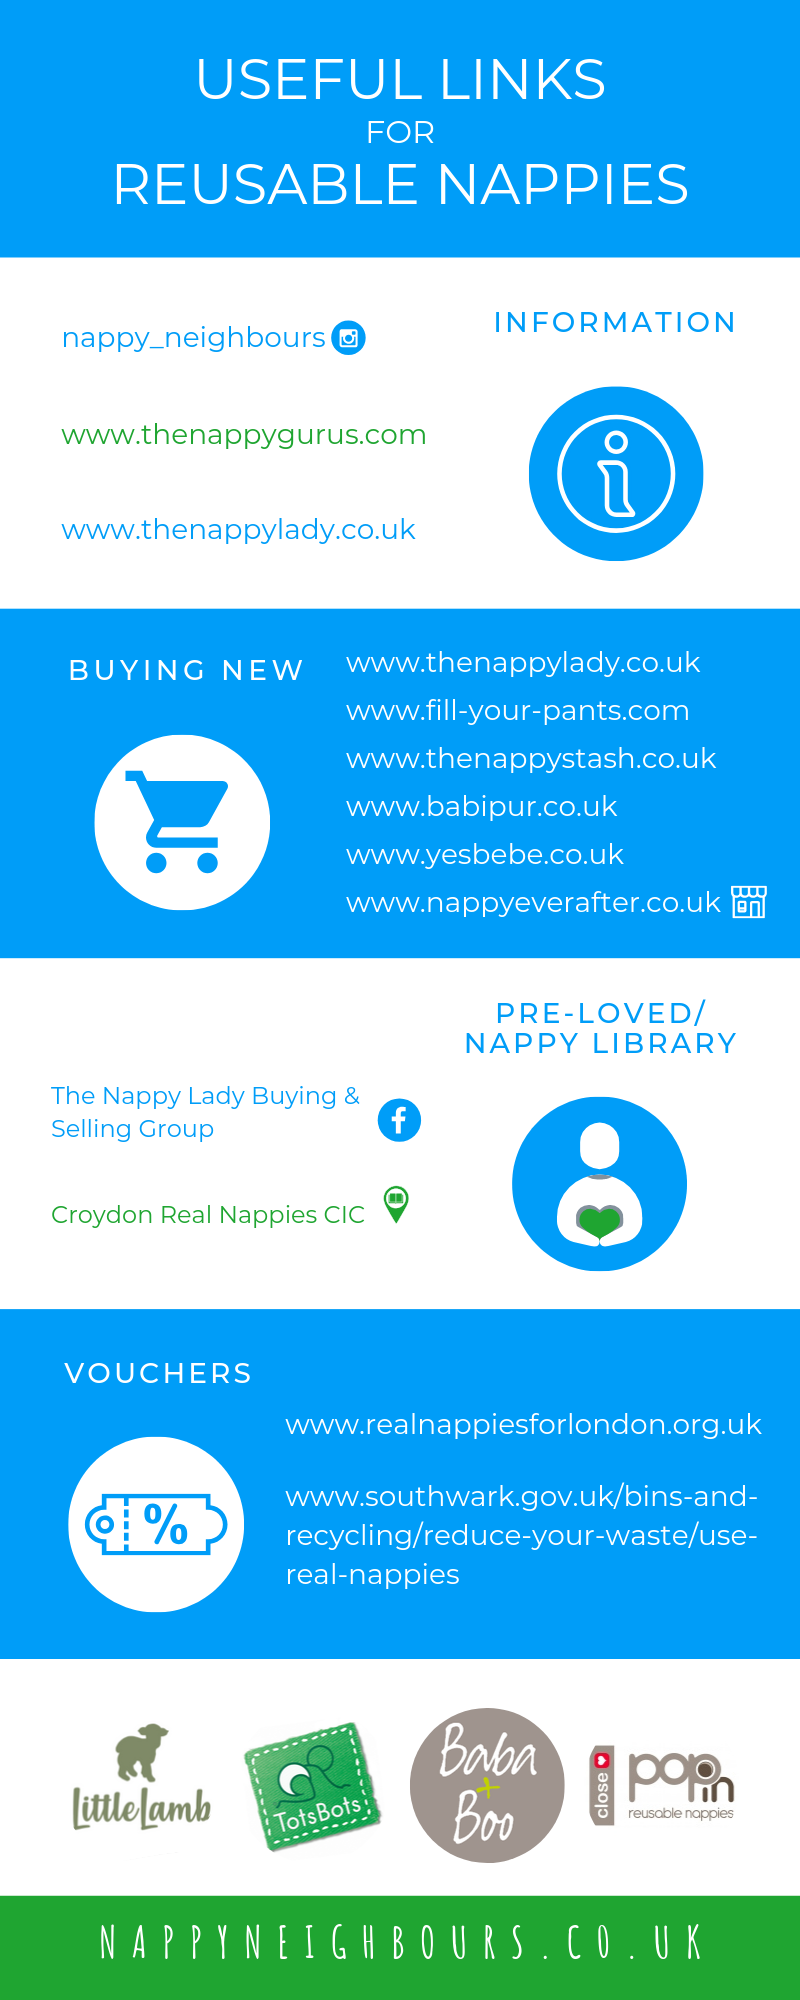 USEFUL LINKS
FOR
REUSABLE NAPPIES
INFORMATION
nappy_neighbours
www.thenappygurus.com
www.thenappylady.co.uk
BUYING NEW
www.thenappylady.co.uk
www.fill-your-pants.com
www.thenappystash.co.uk
www.babipur.co.uk
www.yesbebe.co.uk
www.nappyeverafter.co.uk
PRE-LOVED/
NAPPY LIBRARY
The Nappy Lady Buying &
Selling Group
Croydon Real Nappies CIC
VOUCHERS
%
www.realnappiesforlondon.org.uk
www.southwark.gov.uk/bins-and-
recycling/reduce-your-waste/use-
real-nappies
LittleLamb
TotsBots
Baba
+
Boo
close
popin
reusable nappies
NAPPYNEIGHBOURS.CO.UK